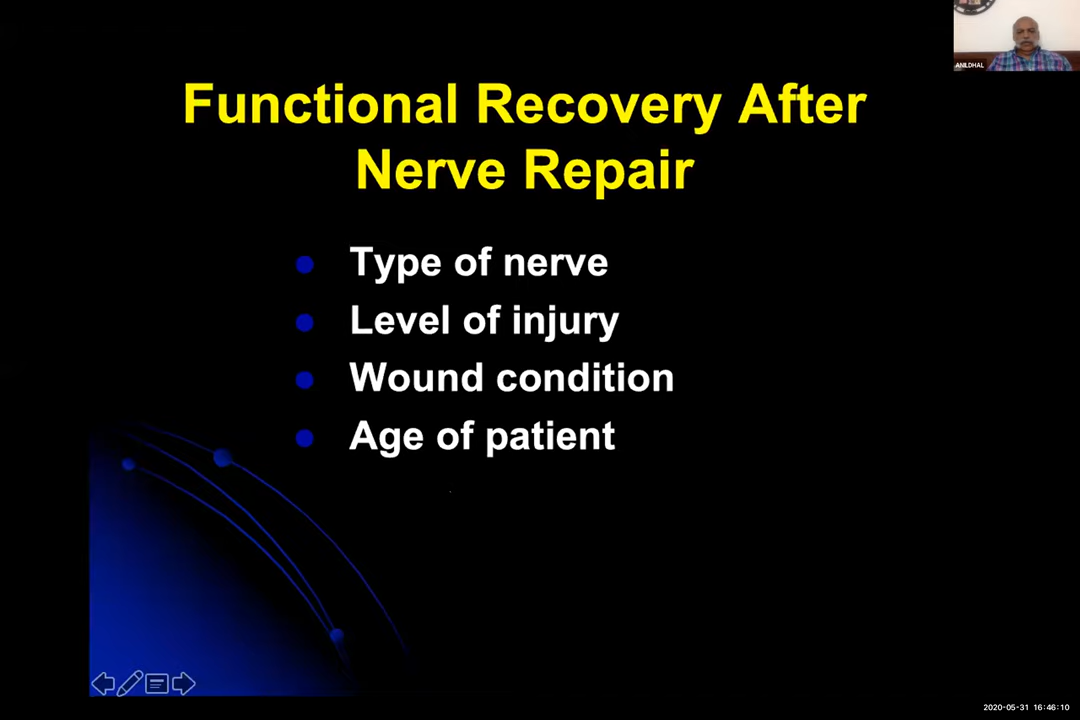 ANILDHAL
Functional Recovery After
Nerve Repair
Type of nerve
Level of injury
Wound condition
Age of patient
2020-05-31 16:46:10